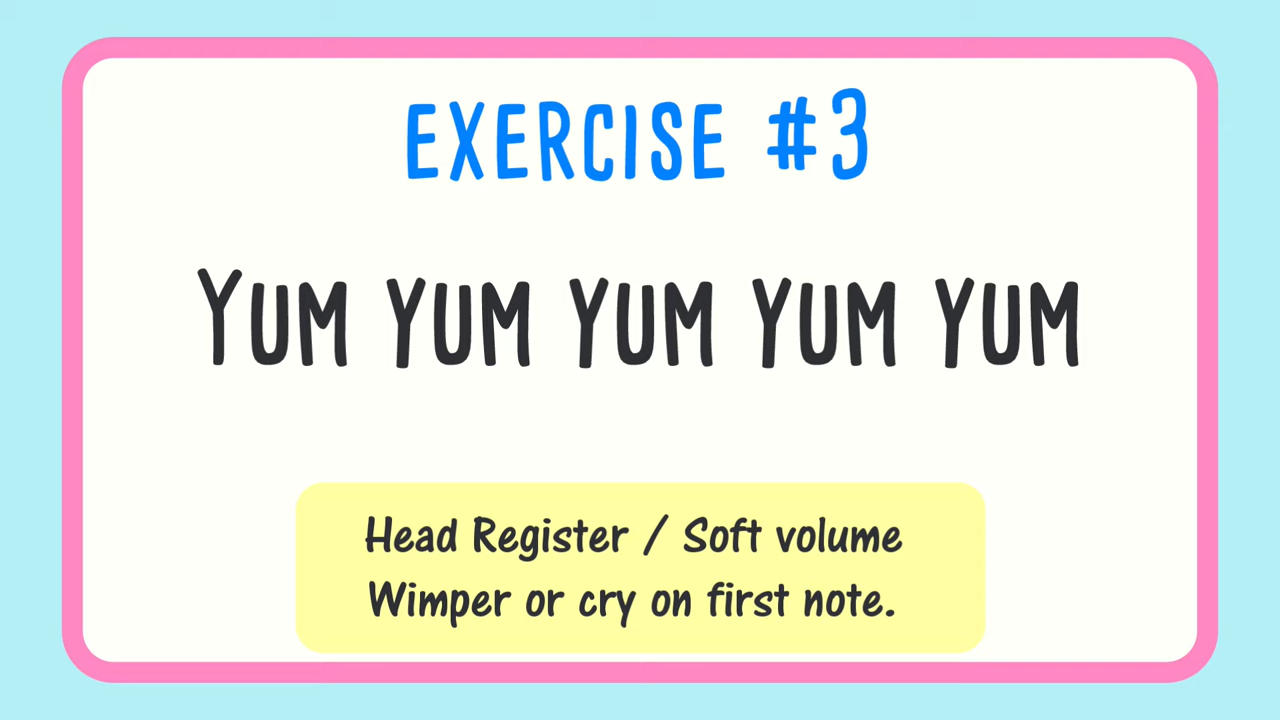 EXERCISE #3
YUM YUM YUM YUM YUM
Head Register / Soft volume
Wimper or cry on first note.